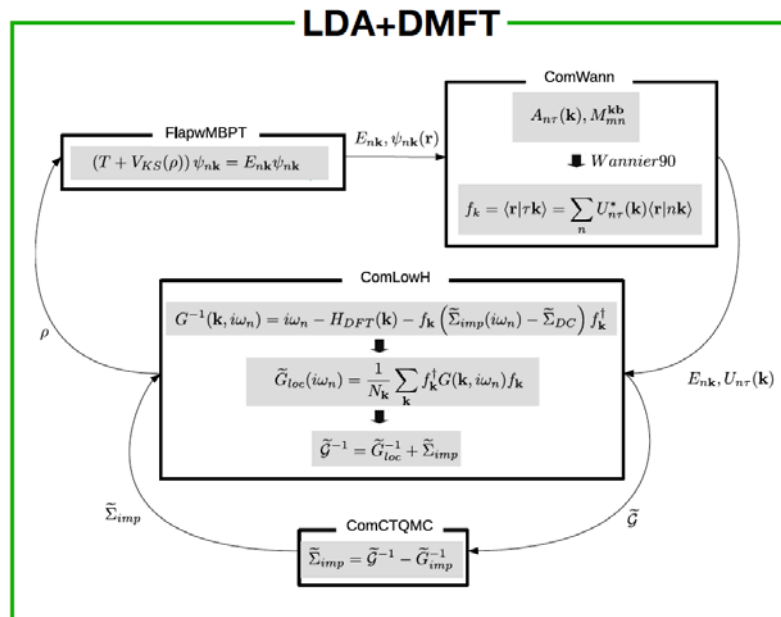 LDA+DMFT
ComWann
A_{nτ}(𝐤), M_{mn}^{𝐤𝐛}
Wannier90
f_k = ⟨𝐫|τ𝐤⟩ = ∑_n U*_{nτ}(𝐤)⟨𝐫|n𝐤⟩
FlapwMBPT
(T + V_{KS}(ρ)) ψ_{n𝐤} = E_{n𝐤}ψ_{n𝐤}
E_{n𝐤}, ψ_{n𝐤}(𝐫)
ComLowH
G^{-1}(𝐤, iω_n) = iω_n − H_{DFT}(𝐤) − f_𝐤 (Σ̃_{imp}(iω_n) − Σ̃_{DC}) f_𝐤^†
G̃_{loc}(iω_n) = 1/N_𝐤 ∑_𝐤 f_𝐤^† G(𝐤, iω_n)f_𝐤
𝒢̃^{-1} = G̃_{loc}^{-1} + Σ̃_{imp}
ρ
E_{n𝐤}, U_{nτ}(𝐤)
Σ̃_{imp}
𝒢̃
ComCTQMC
Σ̃_{imp} = 𝒢̃^{-1} − G̃_{imp}^{-1}